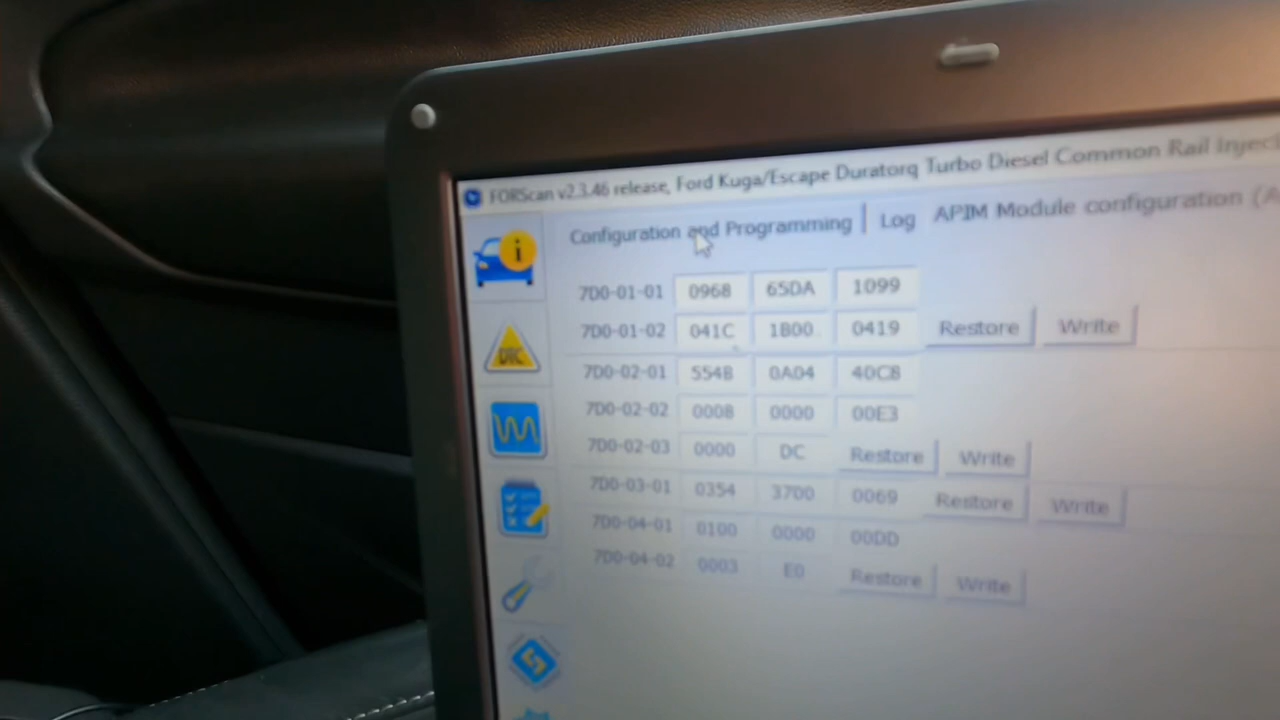 FORScan v2.3.46 release, Ford Kuga/Escape Duratorq Turbo Diesel Common Rail Inject
Configuration and Programming Log APIM Module configuration (A
7D0-01-01 0968 65DA 1099
7D0-01-02 041C 1B00 0419 Restore Write
7D0-02-01 554B 0A04 40C8
7D0-02-02 0008 0000 00E3
7D0-02-03 0000 DC Restore Write
7D0-03-01 0354 3700 0069 Restore Write
7D0-04-01 0100 0000 00DD
7D0-04-02 0003 E0 Restore Write
i
DTC